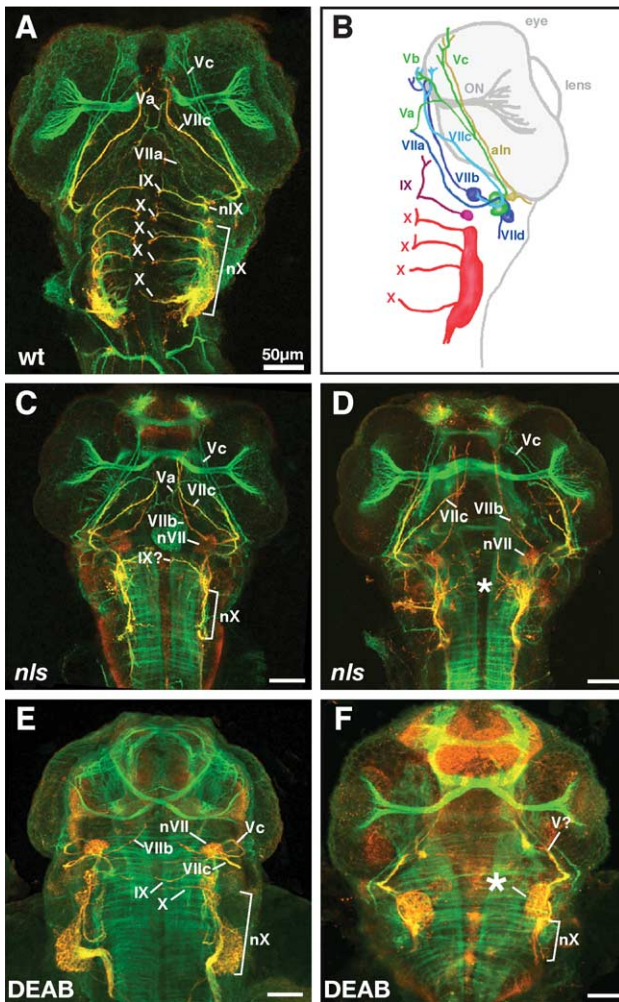 A
Vc
Va
VIIc
VIIa
IX
X
nIX
X
X
nX
X
wt
50µm
B
eye
Vb
Vc
lens
ON
Va
VIIc
VIIa
aln
VIIb
IX
VIId
X
X
X
X
C
Vc
Va
VIIc
VIIb
nVII
IX?
nX
nls
D
Vc
VIIb
VIIc
nVII
*
nls
E
nVII
Vc
VIIb
VIIc
IX
X
nX
DEAB
F
V?
*
nX
DEAB